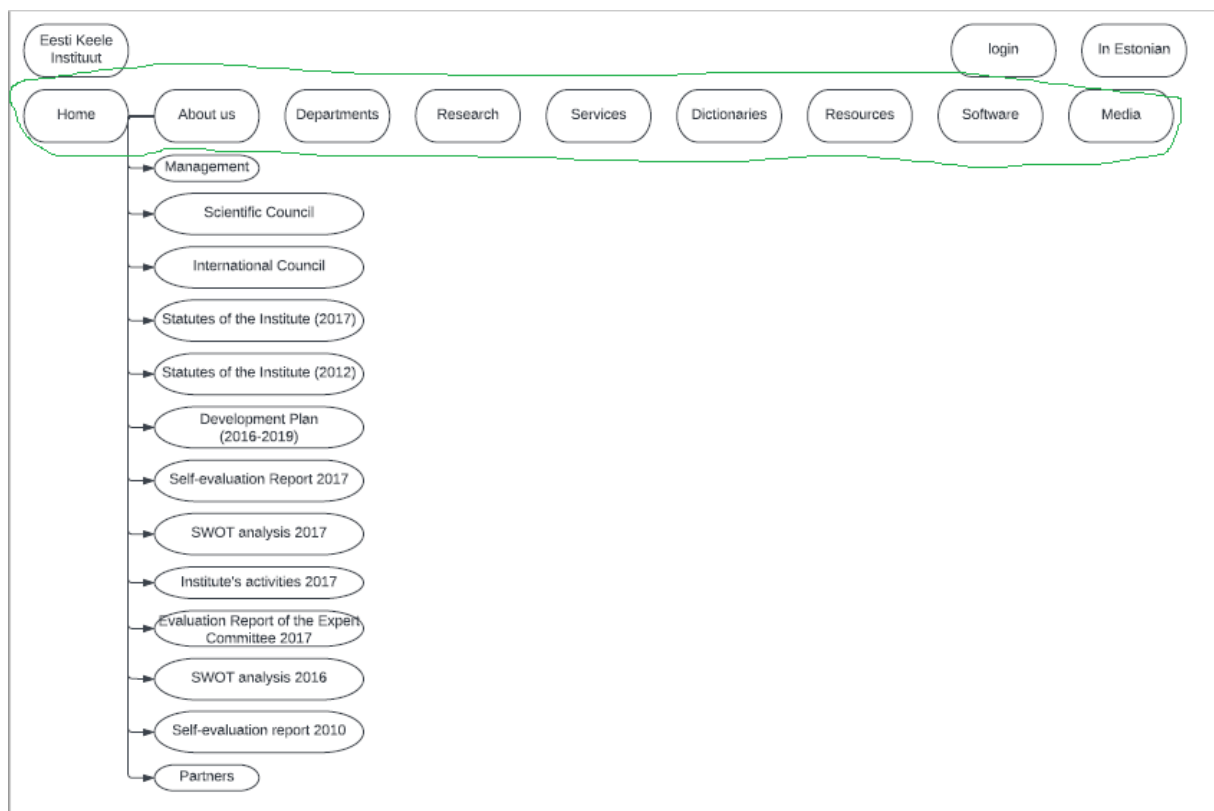 Eesti Keele
Instituut
login
In Estonian
Home
About us
Departments
Research
Services
Dictionaries
Resources
Software
Media
Management
Scientific Council
International Council
Statutes of the Institute (2017)
Statutes of the Institute (2012)
Development Plan
(2016-2019)
Self-evaluation Report 2017
SWOT analysis 2017
Institute's activities 2017
Evaluation Report of the Expert
Committee 2017
SWOT analysis 2016
Self-evaluation report 2010
Partners